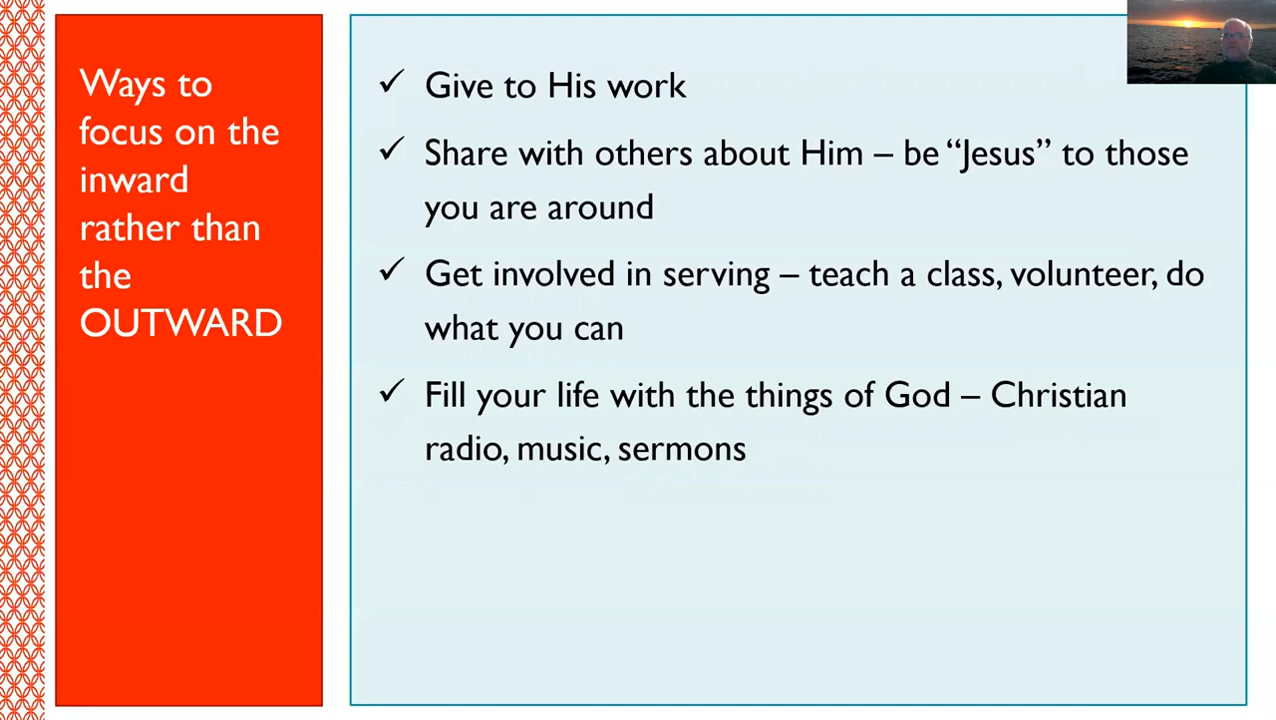 Ways to
focus on the
inward
rather than
the
OUTWARD
✓ Give to His work
✓ Share with others about Him – be “Jesus” to those
you are around
✓ Get involved in serving – teach a class, volunteer, do
what you can
✓ Fill your life with the things of God – Christian
radio, music, sermons